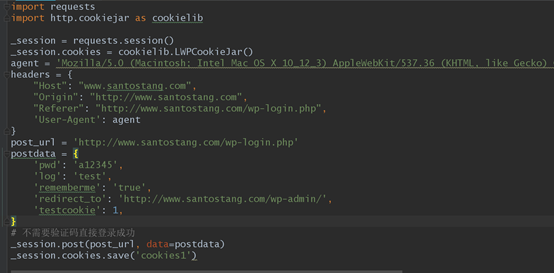 import requests
import http.cookiejar as cookielib
_session = requests.session()
_session.cookies = cookielib.LWPCookieJar()
agent = 'Mozilla/5.0 (Macintosh; Intel Mac OS X 10_12_3) AppleWebKit/537.36 (KHTML, like Gecko)
headers = {
    "Host": "www.santostang.com",
    "Origin": "http://www.santostang.com",
    "Referer": "http://www.santostang.com/wp-login.php",
    'User-Agent': agent
}
post_url = 'http://www.santostang.com/wp-login.php'
postdata = {
    'pwd': 'a12345',
    'log': 'test',
    'rememberme': 'true',
    'redirect_to': 'http://www.santostang.com/wp-admin/',
    'testcookie': 1,
}
# 不需要验证码直接登录成功
_session.post(post_url, data=postdata)
_session.cookies.save('cookies1')